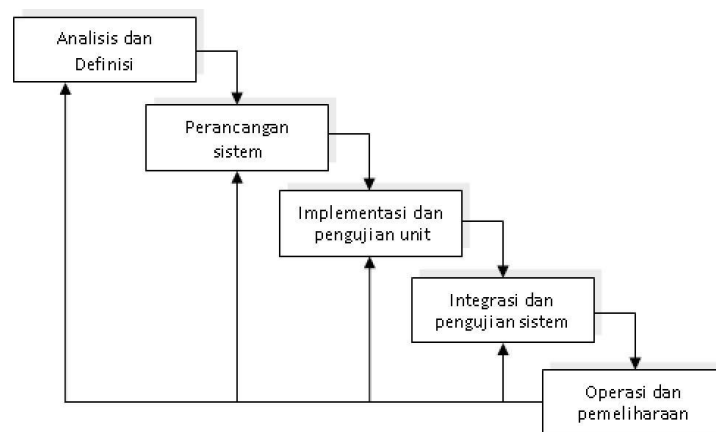 Analisis dan
Definisi
Perancangan
sistem
Implementasi dan
pengujian unit
Integrasi dan
pengujian sistem
Operasi dan
pemeliharaan